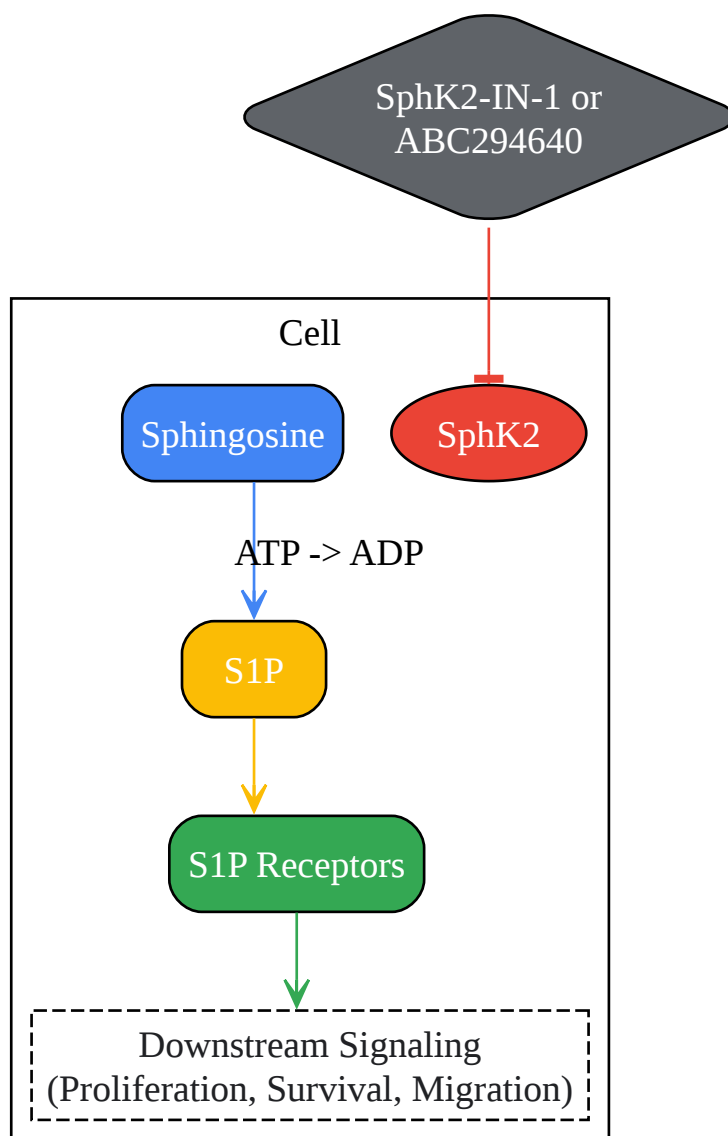 SphK2-IN-1 or
ABC294640
Cell
Sphingosine
SphK2
ATP -> ADP
S1P
S1P Receptors
Downstream Signaling
(Proliferation, Survival, Migration)